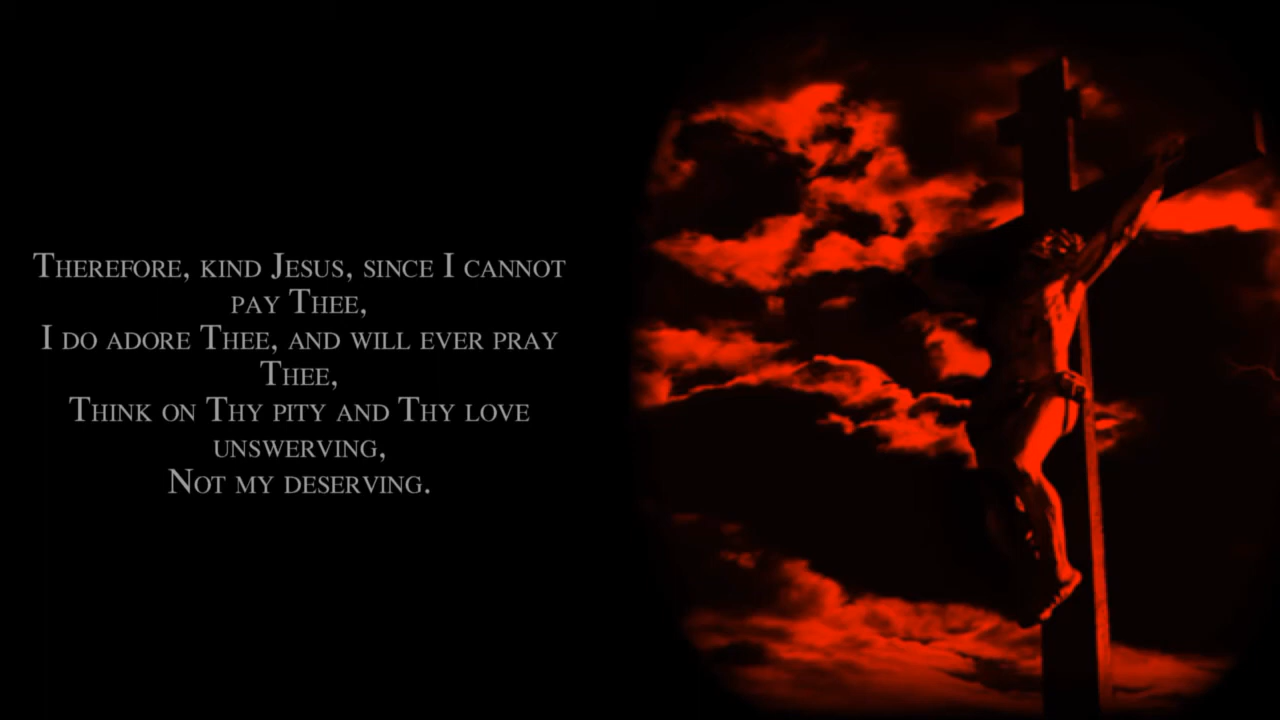 Therefore, kind Jesus, since I cannot
pay Thee,
I do adore Thee, and will ever pray
Thee,
Think on Thy pity and Thy love
unswerving,
Not my deserving.